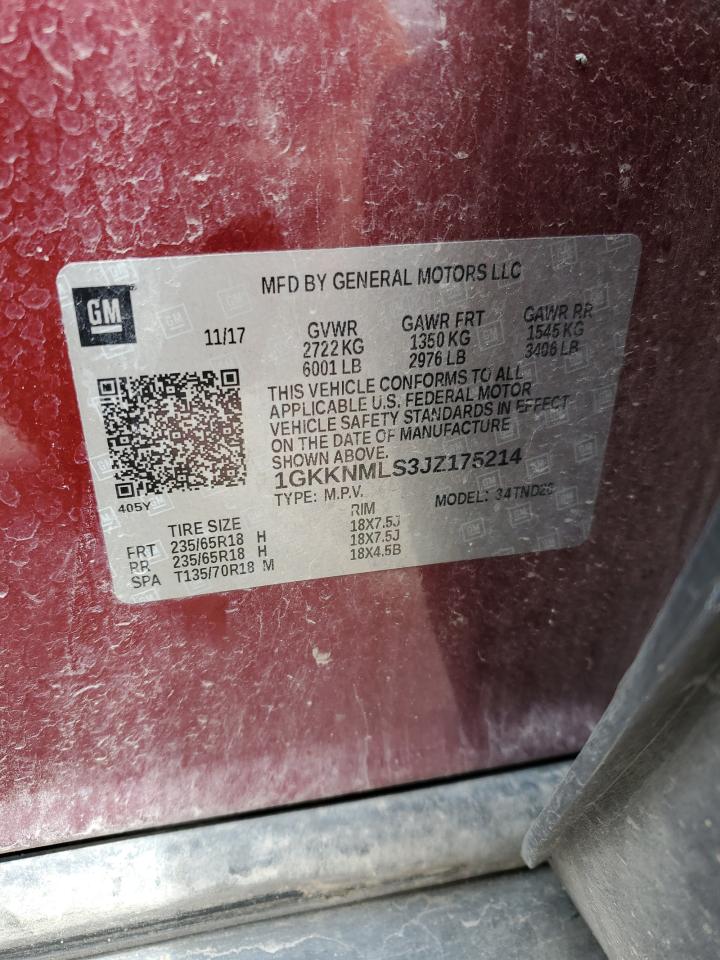 MFD BY GENERAL MOTORS LLC
GM
11/17
GVWR GAWR FRT GAWR RR
2722 KG 1350 KG 1545 KG
6001 LB 2976 LB 3406 LB
THIS VEHICLE CONFORMS TO ALL
APPLICABLE U.S. FEDERAL MOTOR
VEHICLE SAFETY STANDARDS IN EFFECT
ON THE DATE OF MANUFACTURE
SHOWN ABOVE.
1GKKNMLS3JZ175214
TYPE: M.P.V. MODEL: 34TND26
405Y
TIRE SIZE RIM
FRT 235/65R18 H 18X7.5J
RR 235/65R18 H 18X7.5J
SPA T135/70R18 M 18X4.5B